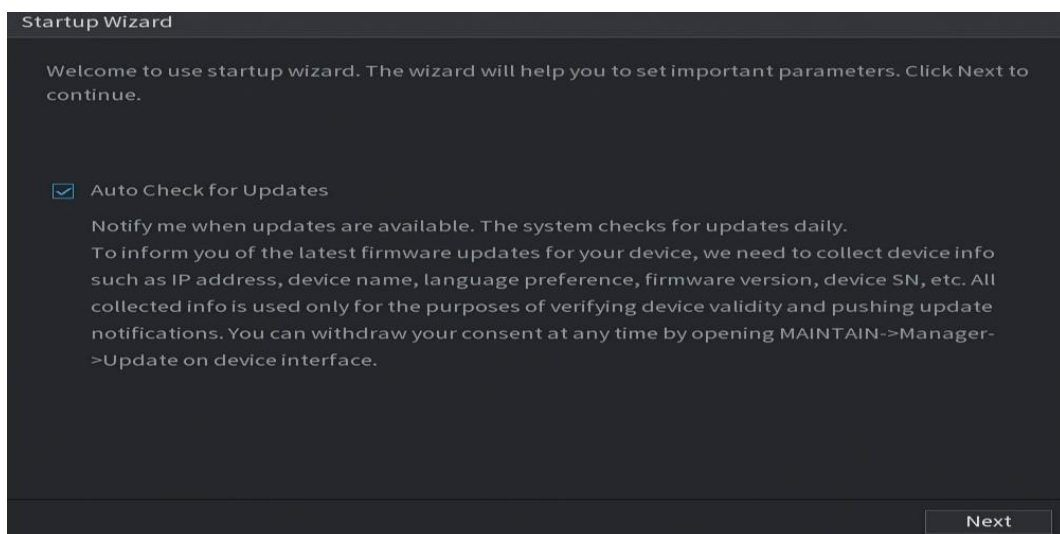 Startup Wizard
Welcome to use startup wizard. The wizard will help you to set important parameters. Click Next to
continue.
Auto Check for Updates
Notify me when updates are available. The system checks for updates daily.
To inform you of the latest firmware updates for your device, we need to collect device info
such as IP address, device name, language preference, firmware version, device SN, etc. All
collected info is used only for the purposes of verifying device validity and pushing update
notifications. You can withdraw your consent at any time by opening MAINTAIN->Manager-
>Update on device interface.
Next